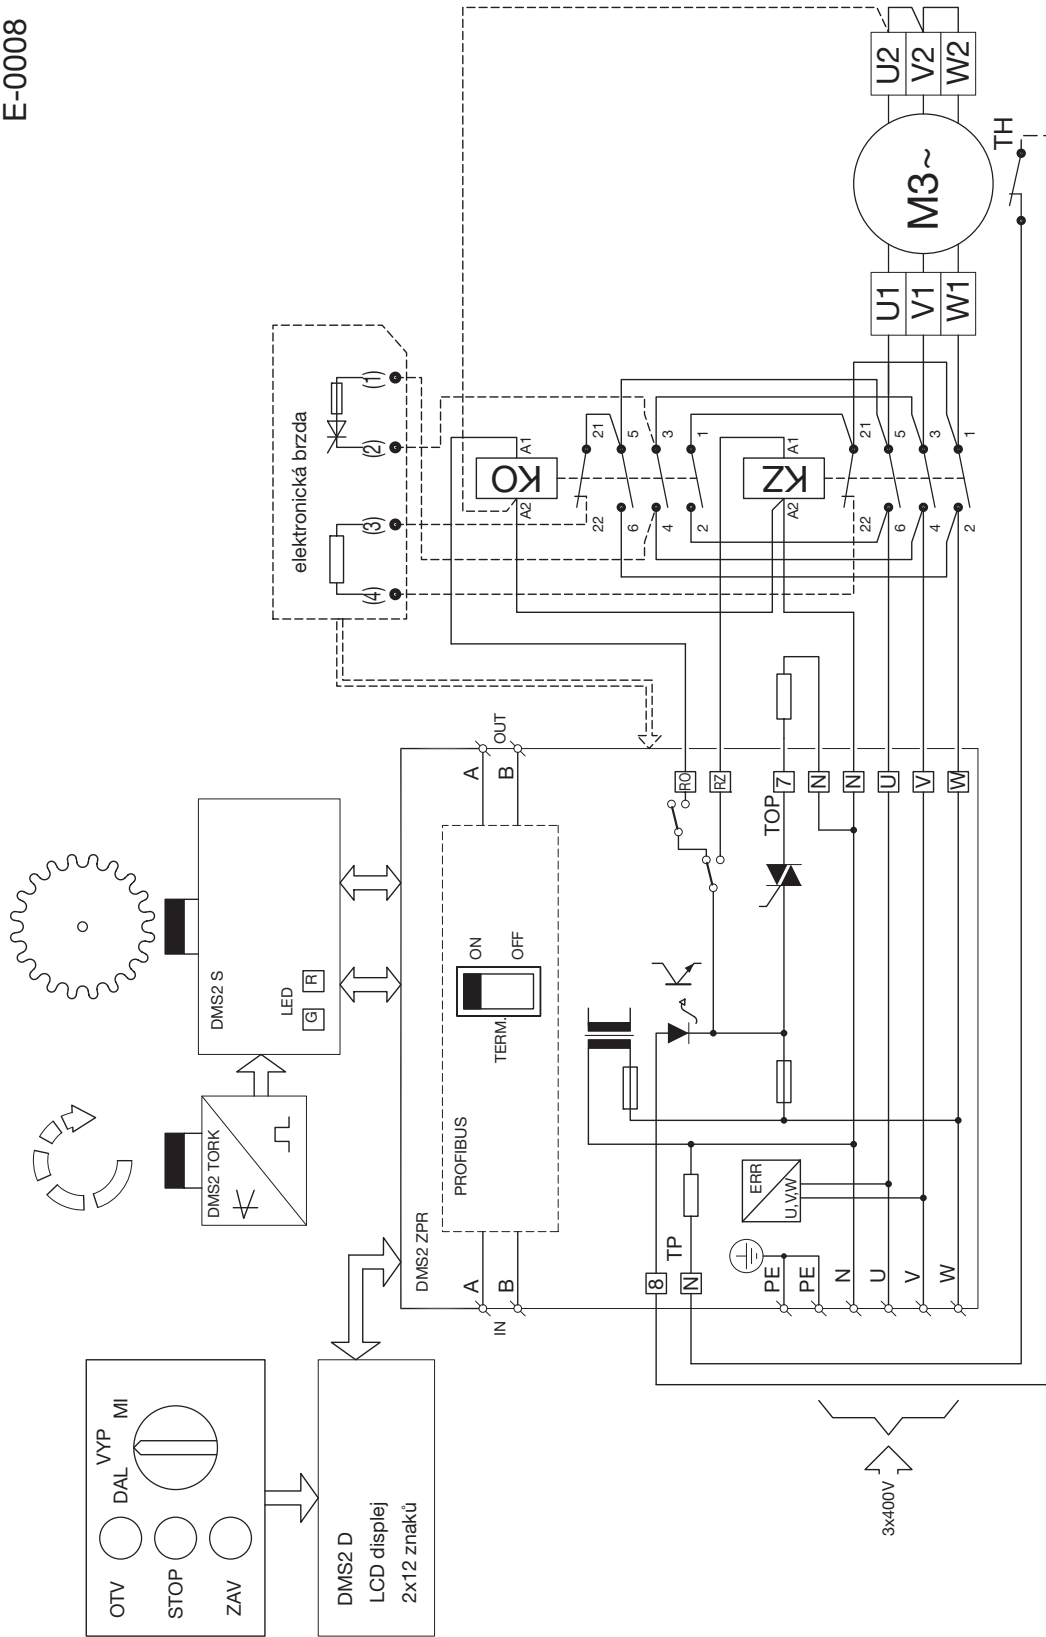 E-0008
OTV
STOP
ZAV
DAL
VYP
MI
DMS2 D
LCD displej
2x12 znaků
DMS2 TORK
DMS2 S
LED
G
R
DMS2 ZPR
PROFIBUS
TERM.
ON
OFF
IN
A
B
A
B
OUT
elektronická brzda
(4)
(3)
(2)
(1)
8
N
TP
ERR
U,V,W
PE
PE
N
U
V
W
3x400V
TOP
RO
RZ
7
N
N
U
V
W
KO
A2
A1
22
21
6
5
4
3
2
1
KZ
A2
A1
22
21
6
5
4
3
2
1
U1
V1
W1
M3~
U2
V2
W2
TH